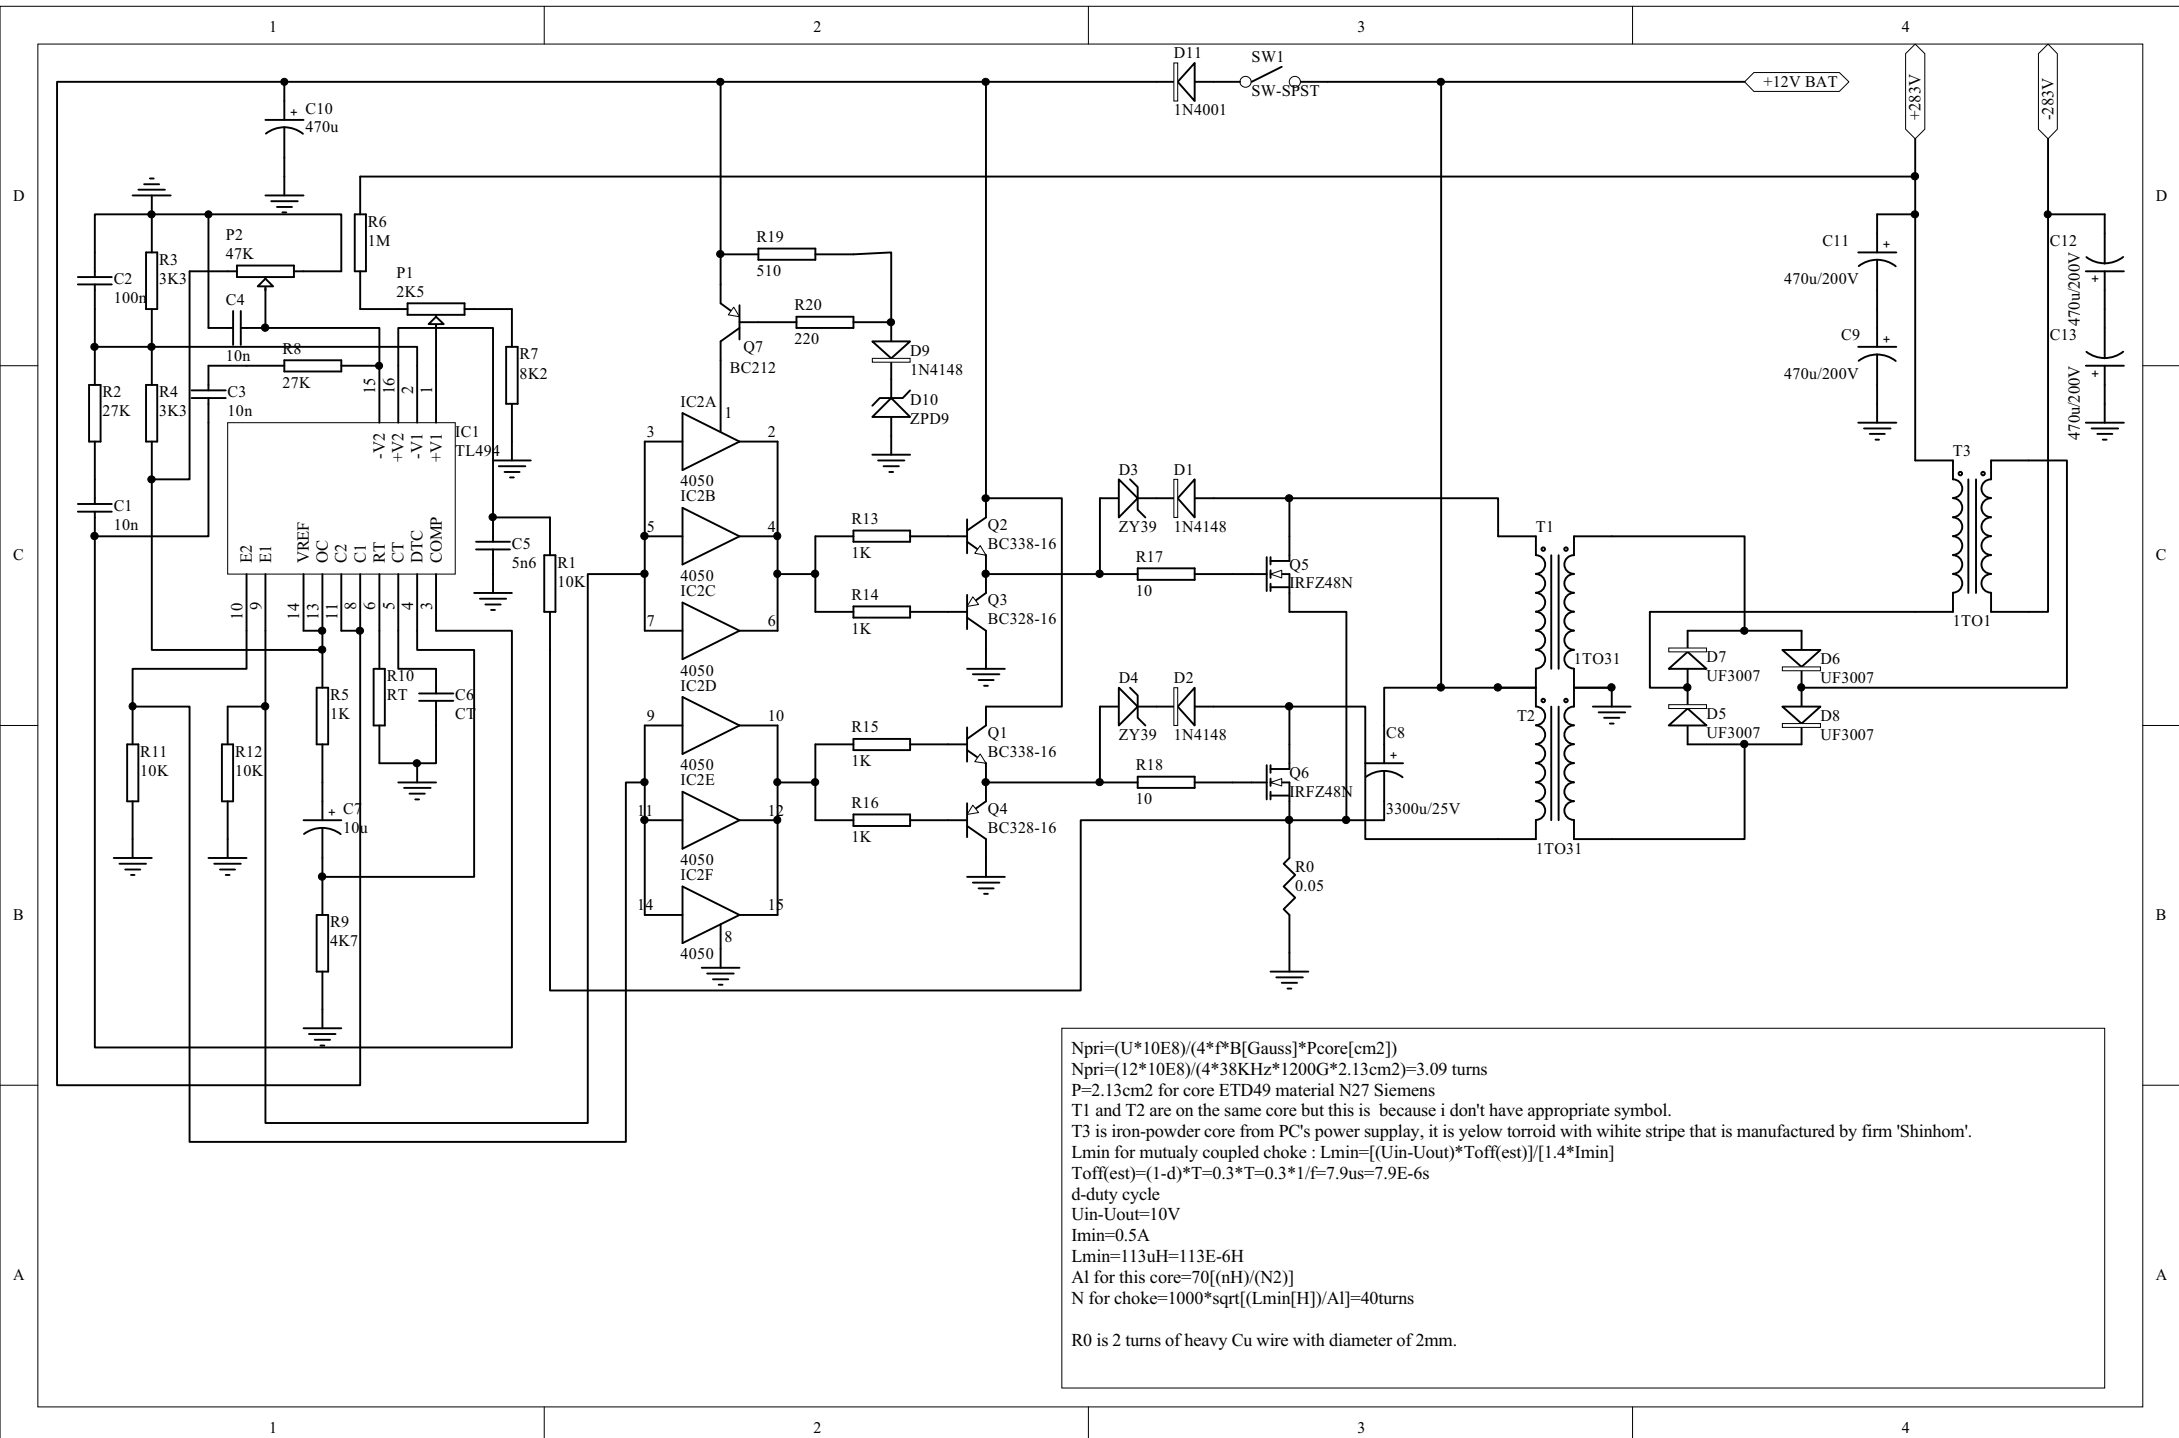 1
2
3
4
D
C
B
A
D11
1N4001
SW1
SW-SPST
+12V BAT
+283V
-283V
C10
470u
R6
1M
P2
47K
R3
3K3
C2
100n
C4
10n
P1
2K5
R8
27K
R7
8K2
R2
27K
R4
3K3
C3
10n
15
16
2
1
-V2
+V2
-V1
+V1
IC1
TL494
C1
10n
E2
E1
VREF
OC
C2
C1
RT
CT
DTC
COMP
10
9
14
13
11
8
6
5
4
3
C5
5n6
R1
10K
R10
RT
C6
CT
R5
1K
R11
10K
R12
10K
C7
10u
R9
4K7
R19
510
R20
220
Q7
BC212
D9
1N4148
D10
ZPD9
IC2A
1
3
2
4050
IC2B
5
4
4050
IC2C
7
6
4050
IC2D
9
10
4050
IC2E
11
12
4050
IC2F
14
15
8
4050
R13
1K
R14
1K
Q2
BC338-16
Q3
BC328-16
R15
1K
R16
1K
Q1
BC338-16
Q4
BC328-16
D3
ZY39
D1
1N4148
R17
10
Q5
IRFZ48N
D4
ZY39
D2
1N4148
R18
10
Q6
IRFZ48N
C8
3300u/25V
R0
0.05
T1
1TO31
T2
1TO31
D7
UF3007
D6
UF3007
D5
UF3007
D8
UF3007
T3
1TO1
C11
470u/200V
C9
470u/200V
C12
470u/200V
C13
470u/200V
Npri=(U*10E8)/(4*f*B[Gauss]*Pcore[cm2])
Npri=(12*10E8)/(4*38KHz*1200G*2.13cm2)=3.09 turns
P=2.13cm2 for core ETD49 material N27 Siemens
T1 and T2 are on the same core but this is because i don't have appropriate symbol.
T3 is iron-powder core from PC's power supplay, it is yelow torroid with wihite stripe that is manufactured by firm 'Shinhom'.
Lmin for mutualy coupled choke : Lmin=[(Uin-Uout)*Toff(est)]/[1.4*Imin]
Toff(est)=(1-d)*T=0.3*T=0.3*1/f=7.9us=7.9E-6s
d-duty cycle
Uin-Uout=10V
Imin=0.5A
Lmin=113uH=113E-6H
Al for this core=70[(nH)/(N2)]
N for choke=1000*sqrt[(Lmin[H])/Al]=40turns
R0 is 2 turns of heavy Cu wire with diameter of 2mm.
D
C
B
A
1
2
3
4